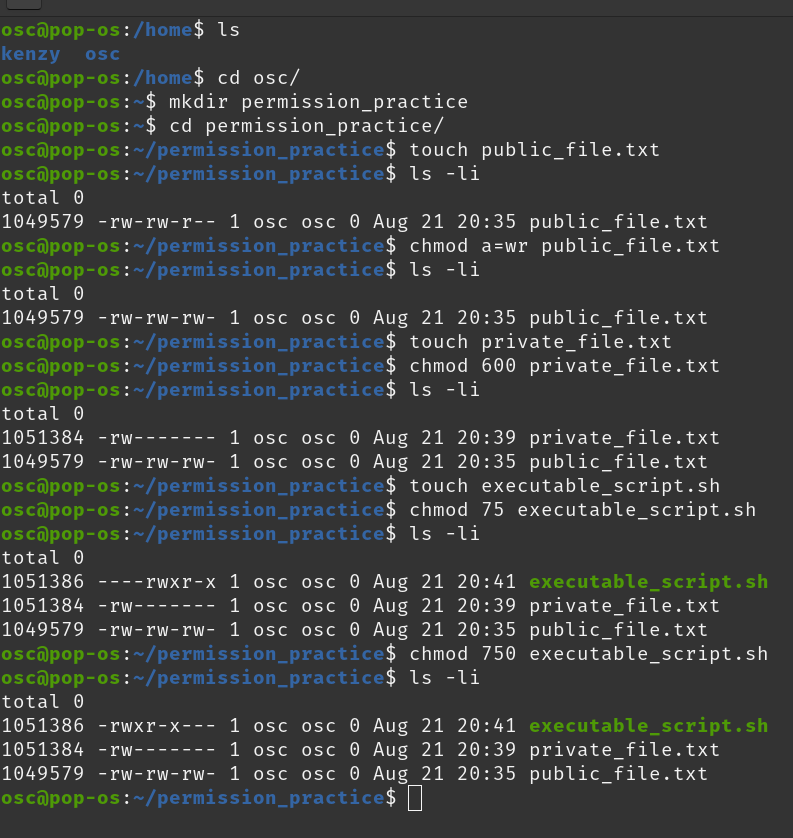 osc@pop-os:/home$ ls
kenzy  osc
osc@pop-os:/home$ cd osc/
osc@pop-os:~$ mkdir permission_practice
osc@pop-os:~$ cd permission_practice/
osc@pop-os:~/permission_practice$ touch public_file.txt
osc@pop-os:~/permission_practice$ ls -li
total 0
1049579 -rw-rw-r-- 1 osc osc 0 Aug 21 20:35 public_file.txt
osc@pop-os:~/permission_practice$ chmod a=wr public_file.txt
osc@pop-os:~/permission_practice$ ls -li
total 0
1049579 -rw-rw-rw- 1 osc osc 0 Aug 21 20:35 public_file.txt
osc@pop-os:~/permission_practice$ touch private_file.txt
osc@pop-os:~/permission_practice$ chmod 600 private_file.txt
osc@pop-os:~/permission_practice$ ls -li
total 0
1051384 -rw------- 1 osc osc 0 Aug 21 20:39 private_file.txt
1049579 -rw-rw-rw- 1 osc osc 0 Aug 21 20:35 public_file.txt
osc@pop-os:~/permission_practice$ touch executable_script.sh
osc@pop-os:~/permission_practice$ chmod 75 executable_script.sh
osc@pop-os:~/permission_practice$ ls -li
total 0
1051386 ----rwxr-x 1 osc osc 0 Aug 21 20:41 executable_script.sh
1051384 -rw------- 1 osc osc 0 Aug 21 20:39 private_file.txt
1049579 -rw-rw-rw- 1 osc osc 0 Aug 21 20:35 public_file.txt
osc@pop-os:~/permission_practice$ chmod 750 executable_script.sh
osc@pop-os:~/permission_practice$ ls -li
total 0
1051386 -rwxr-x--- 1 osc osc 0 Aug 21 20:41 executable_script.sh
1051384 -rw------- 1 osc osc 0 Aug 21 20:39 private_file.txt
1049579 -rw-rw-rw- 1 osc osc 0 Aug 21 20:35 public_file.txt
osc@pop-os:~/permission_practice$